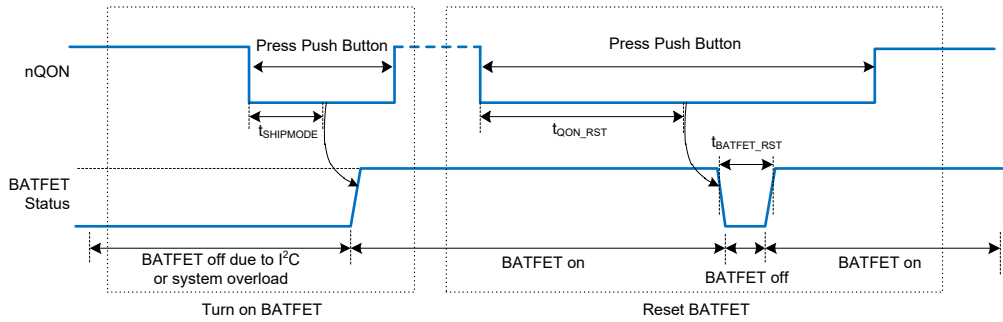 Press Push Button
Press Push Button
nQON
tSHIPMODE
tQON_RST
tBATFET_RST
BATFET
Status
BATFET off due to I²C
or system overload
BATFET on
BATFET off
BATFET on
Turn on BATFET
Reset BATFET